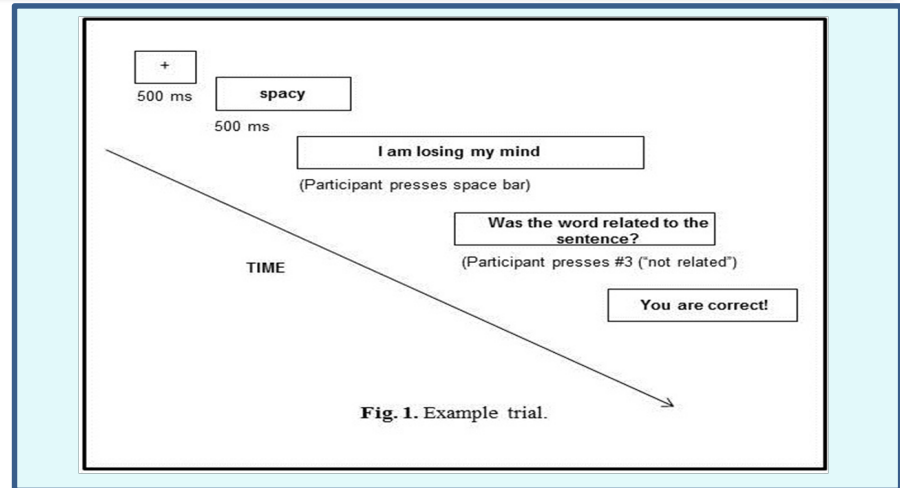 +
500 ms
spacy
500 ms
I am losing my mind
(Participant presses space bar)
Was the word related to the
sentence?
(Participant presses #3 (“not related”)
TIME
You are correct!
Fig. 1. Example trial.